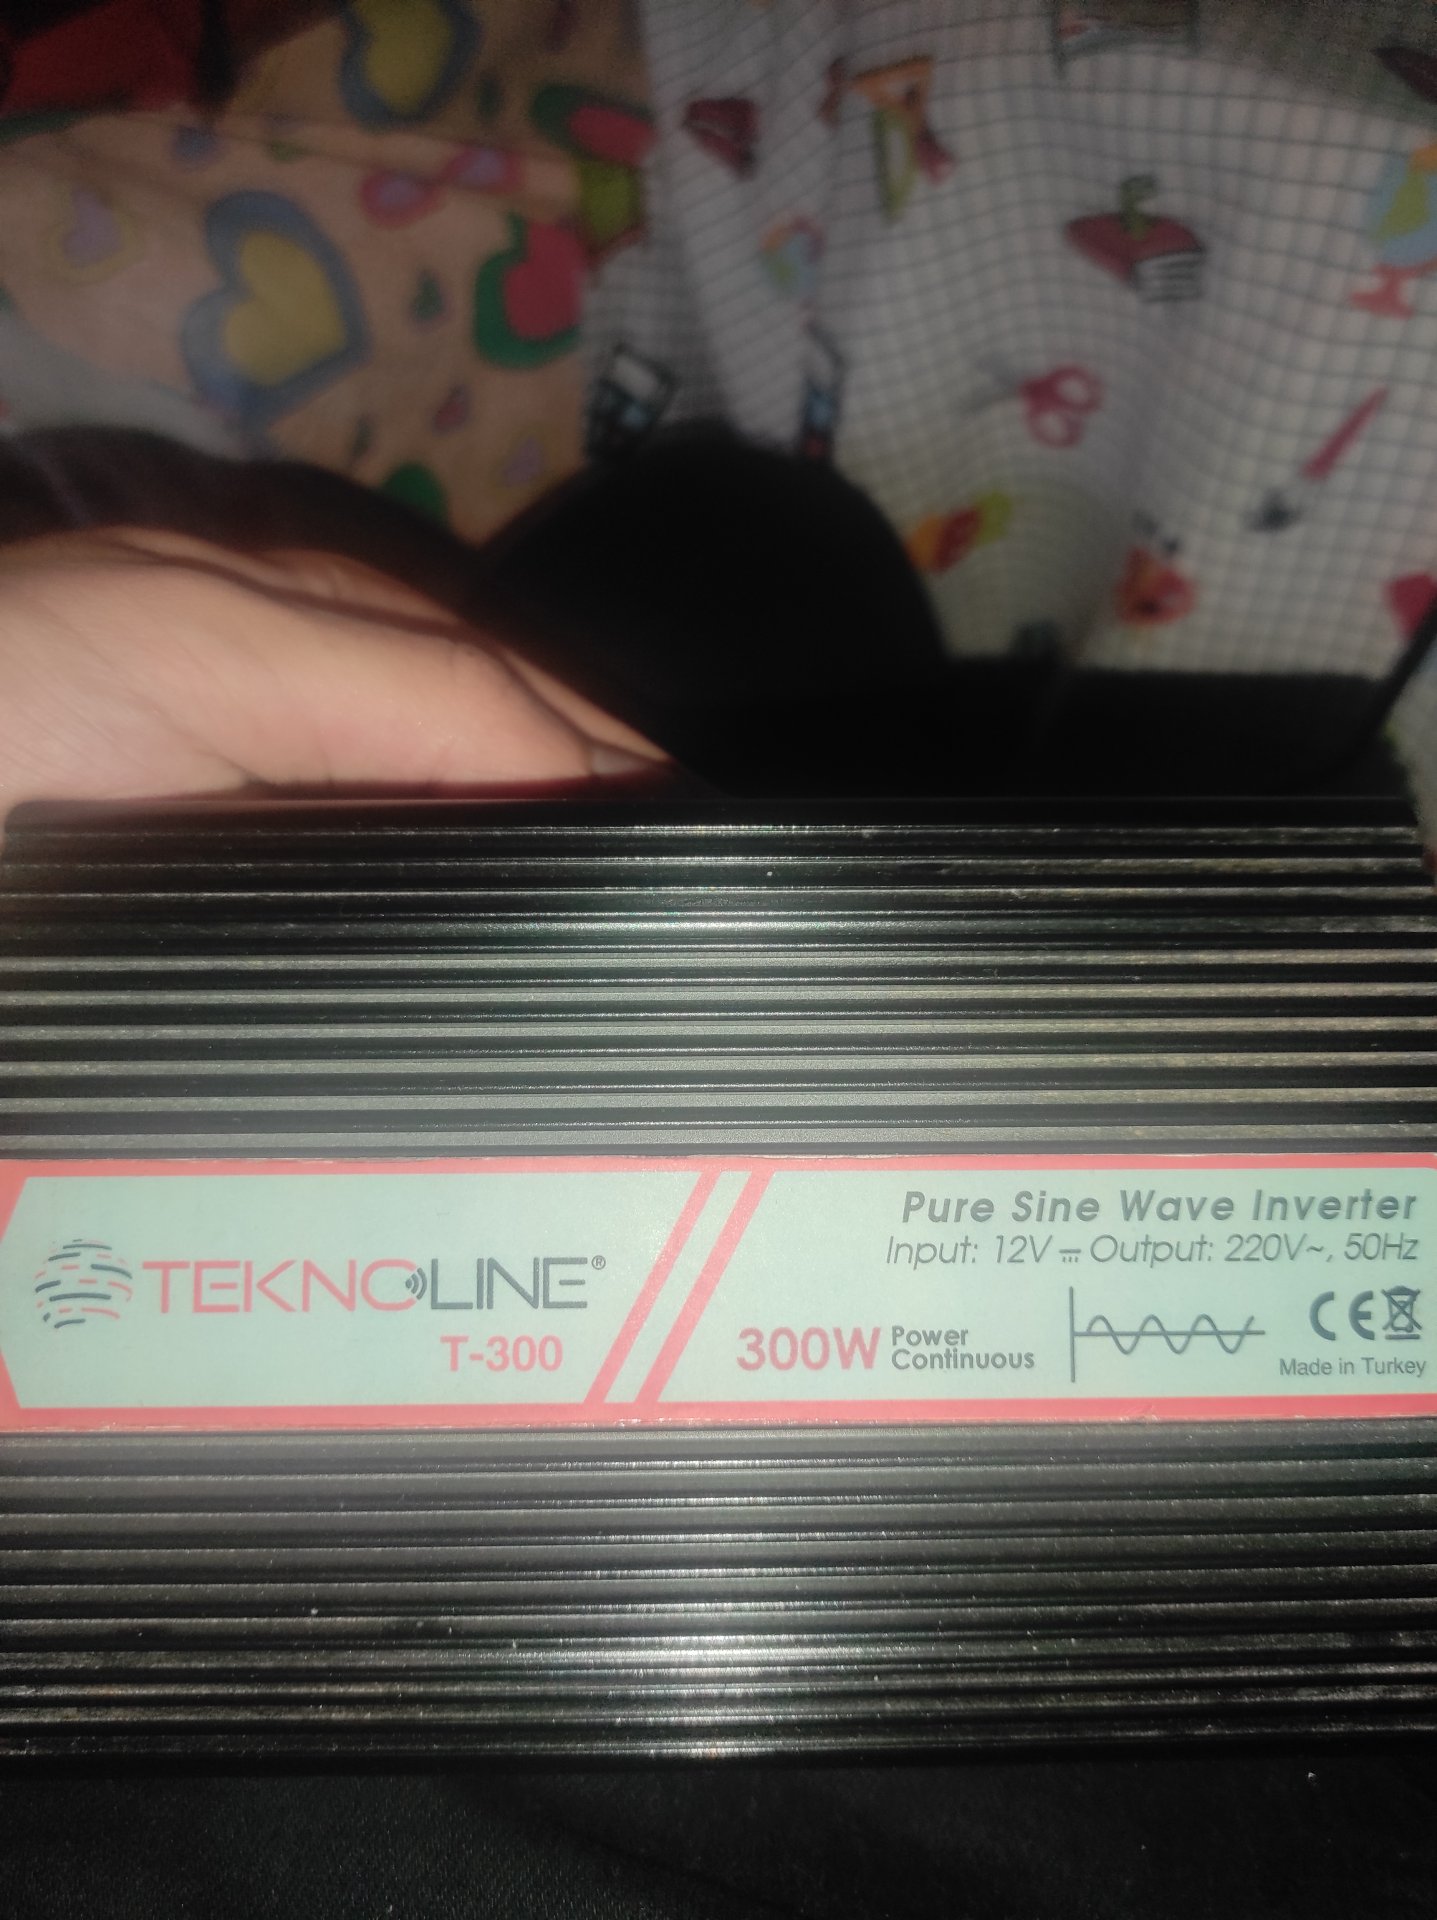 TEKNOLINE®
T-300
Pure Sine Wave Inverter
Input: 12V⎓ Output: 220V~, 50Hz
300W Power
Continuous
CE
Made in Turkey